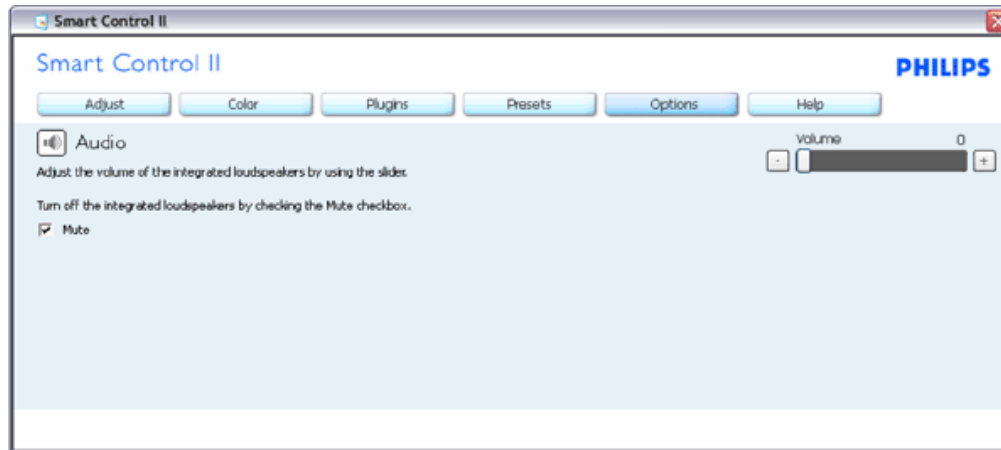 Smart Control II
Smart Control II
PHILIPS
Adjust Color Plugins Presets Options Help
Audio
Volume 0
- +
Adjust the volume of the integrated loudspeakers by using the slider.
Turn off the integrated loudspeakers by checking the Mute checkbox.
Mute